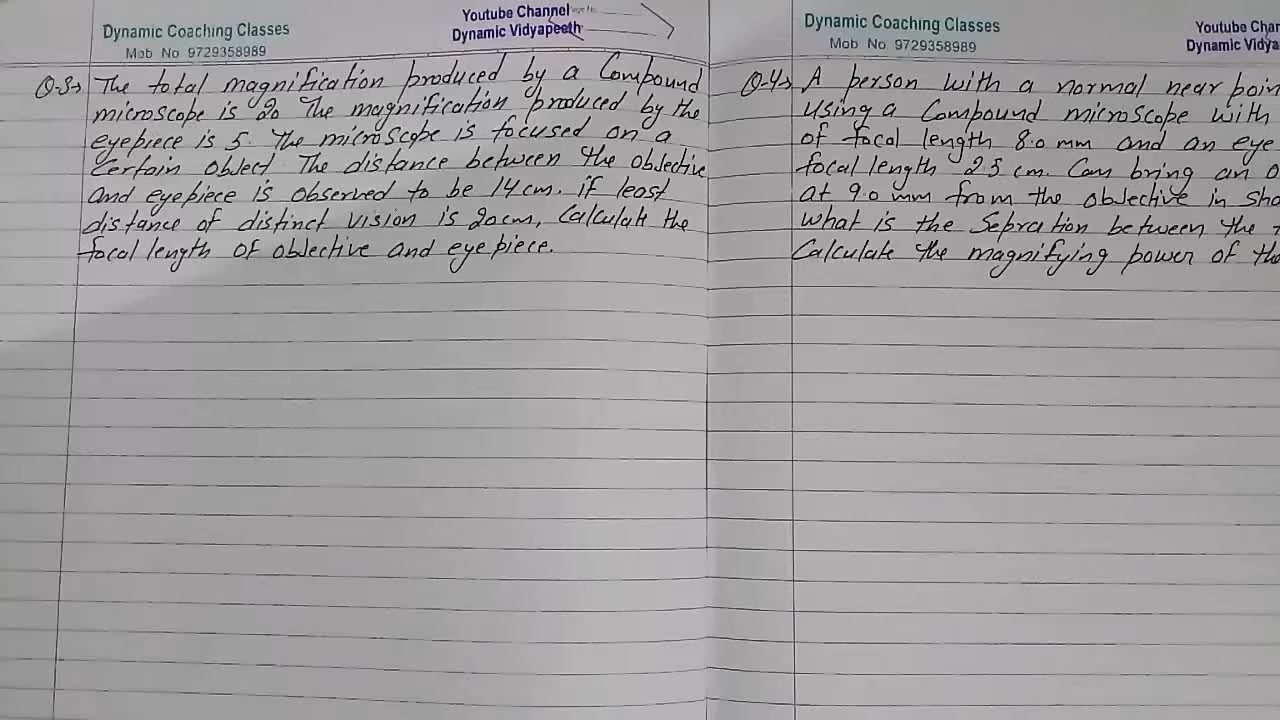 Dynamic Coaching Classes
Mob No 9729358989
Youtube Channel
Dynamic Vidyapeeth
Q-3→ The total magnification produced by a Compound
microscope is 20 The magnification produced by the
eyepiece is 5. The microscope is focused on a
Certain object. The distance between the objective
and eyepiece is observed to be 14 cm. if least
distance of distinct vision is 20cm, Calculate the
focal length of objective and eyepiece.
Dynamic Coaching Classes
Mob No 9729358989
Youtube Chan
Dynamic Vidya
Q-4→ A person with a normal near poin
using a Compound microscope with
of focal length 8.0 mm and an eye
focal length 2.5 cm. Can bring an o
at 9.0 mm from the objective in sha
what is the Sepration between the
Calculate the magnifying power of the